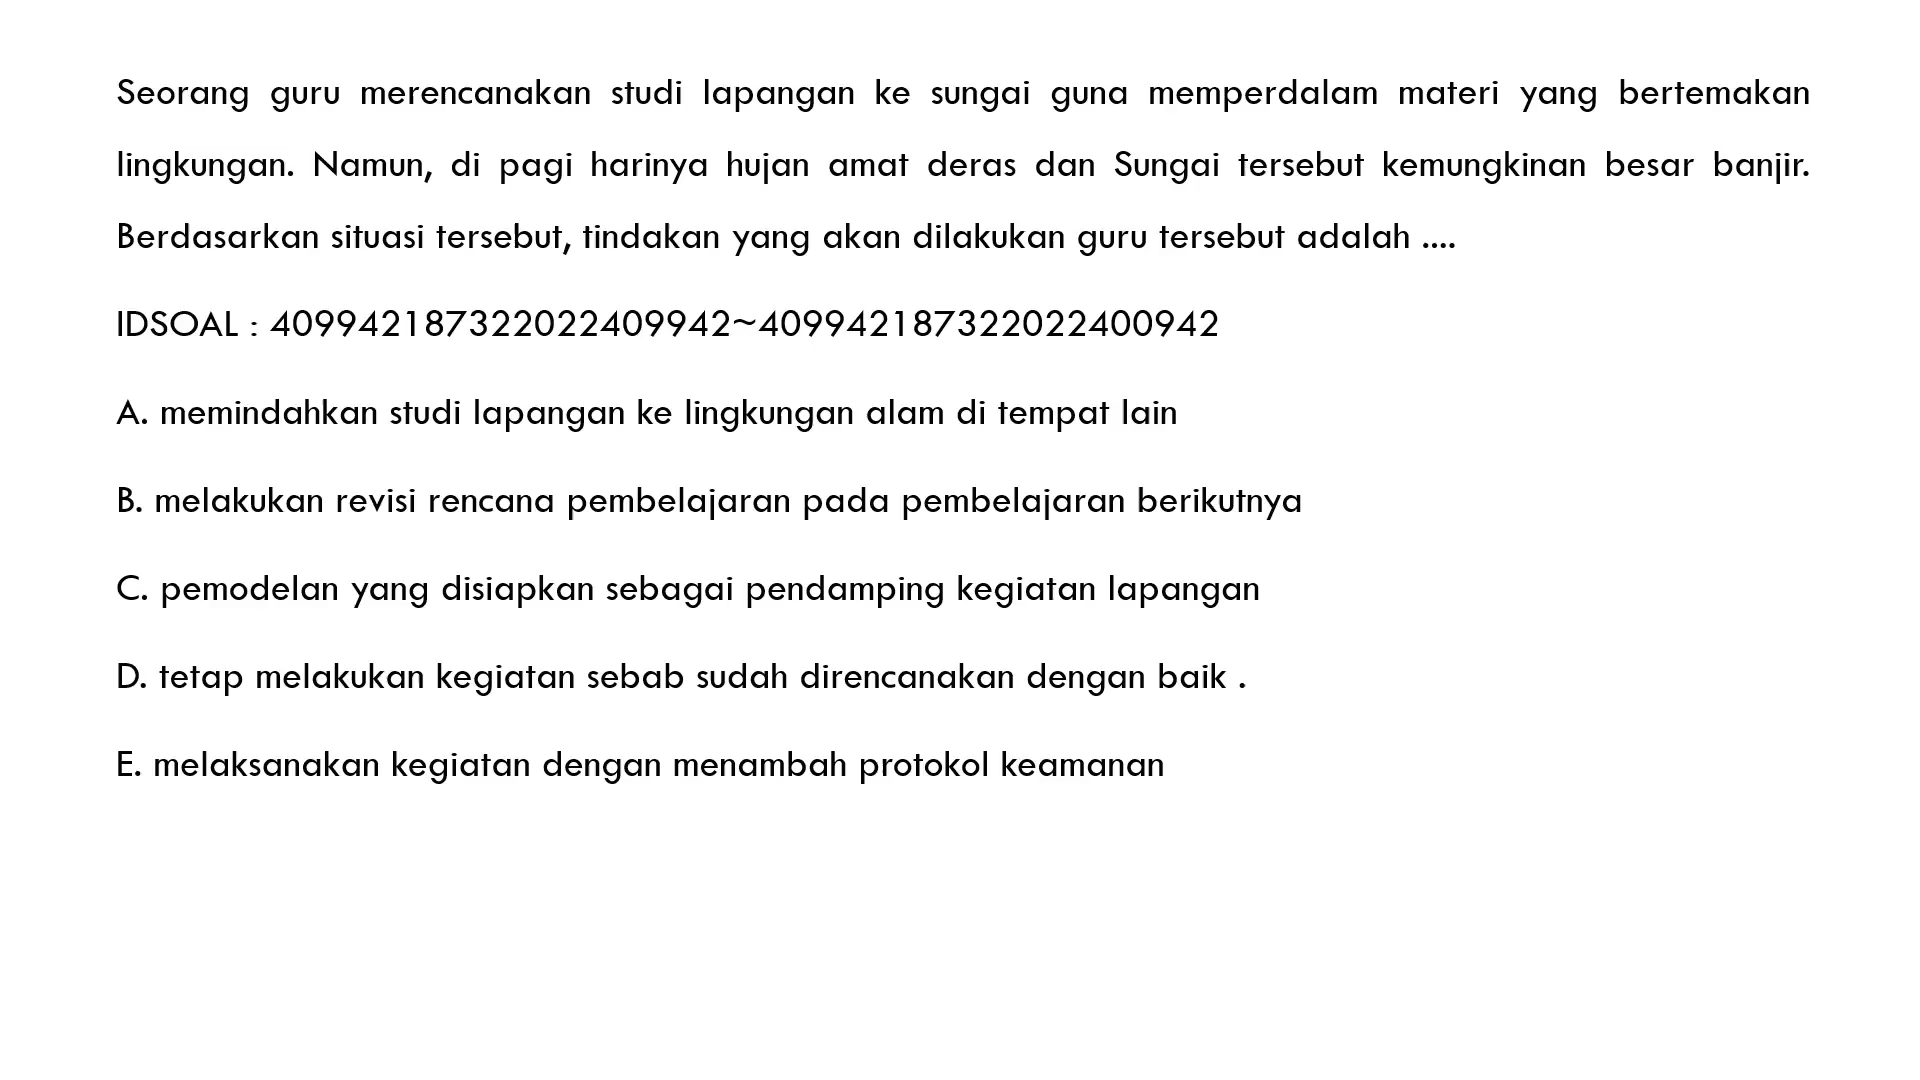 Seorang guru merencanakan studi lapangan ke sungai guna memperdalam materi yang bertemakan
lingkungan. Namun, di pagi harinya hujan amat deras dan Sungai tersebut kemungkinan besar banjir.
Berdasarkan situasi tersebut, tindakan yang akan dilakukan guru tersebut adalah ....
IDSOAL : 409942187322022409942~409942187322022400942
A. memindahkan studi lapangan ke lingkungan alam di tempat lain
B. melakukan revisi rencana pembelajaran pada pembelajaran berikutnya
C. pemodelan yang disiapkan sebagai pendamping kegiatan lapangan
D. tetap melakukan kegiatan sebab sudah direncanakan dengan baik .
E. melaksanakan kegiatan dengan menambah protokol keamanan